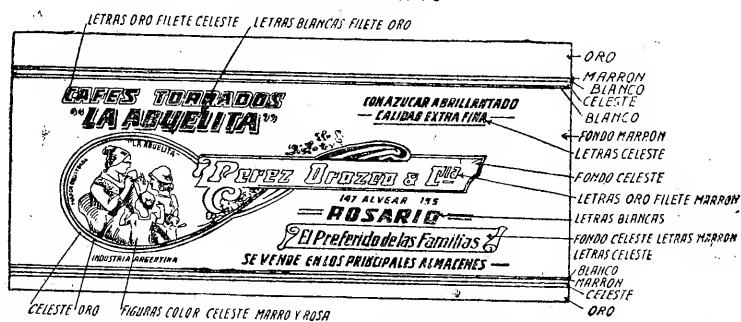 LETRAS ORO FILETE CELESTE
LETRAS BLANCAS FILETE ORO
ORO
MARRON
BLANCO
CELESTE
BLANCO
CAFES TORRADOS
"LA ABUELITA"
CON AZUCAR ABRILLANTADO
— CALIDAD EXTRA FINA —
FONDO MARRON
LETRAS CELESTE
"LA ABUELITA"
Perez Orozco & Cia
FONDO CELESTE
LETRAS ORO FILETE MARRON
147 ALVEAR 195
ROSARIO
LETRAS BLANCAS
El Preferido de las Familias
FONDO CELESTE LETRAS MARRON
INDUSTRIA ARGENTINA
SE VENDE EN LOS PRINCIPALES ALMACENES —
LETRAS CELESTE
BLANCO
MARRON
CELESTE
ORO
CELESTE ORO
FIGURAS COLOR CELESTE MARRO Y ROSA